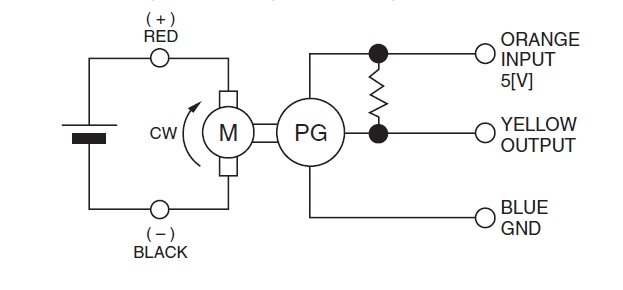 ( + )
RED
ORANGE
INPUT
5[V]
CW
M
PG
YELLOW
OUTPUT
BLUE
GND
( − )
BLACK